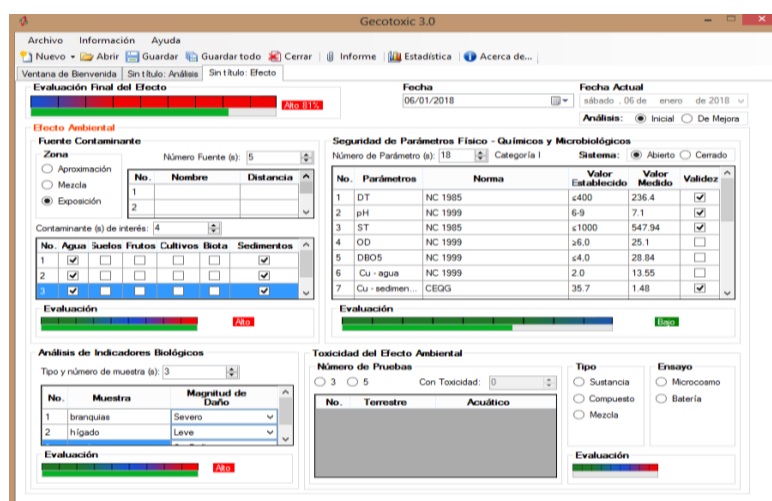 Gecotoxic 3.0
Archivo Información Ayuda
Nuevo Abrir Guardar Guardar todo Cerrar Informe Estadística Acerca de...
Ventana de Bienvenida Sin título: Análisis Sin título: Efecto
Evaluación Final del Efecto
Alto 81%
Fecha
06/01/2018
Fecha Actual
sábado , 06 de enero de 2018
Análisis: Inicial De Mejora
Efecto Ambiental
Fuente Contaminante
Zona
Aproximación
Mezcla
Exposición
Número Fuente (s): 5
No. Nombre Distancia
1
2
Contaminante (s) de interés: 4
No. Agua Suelos Frutos Cultivos Biota Sedimentos
1
2
3
Evaluación
Alto
Seguridad de Parámetros Físico - Químicos y Microbiológicos
Número de Parámetro (s): 18 Categoría I Sistema: Abierto Cerrado
No. Parámetros Norma Valor Establecido Valor Medido Validez
1 DT NC 1985 ≤400 236.4
2 pH NC 1999 6-9 7.1
3 ST NC 1985 ≤1000 547.94
4 OD NC 1999 ≥6.0 25.1
5 DBO5 NC 1999 ≤4.0 28.84
6 Cu - agua NC 1999 2.0 13.55
7 Cu - sedimen... CEQG 35.7 1.48
Evaluación
Bajo
Análisis de Indicadores Biológicos
Tipo y número de muestra (s): 3
No. Muestra Magnitud de Daño
1 branquias Severo
2 hígado Leve
Evaluación
Alto
Toxicidad del Efecto Ambiental
Número de Pruebas
3 5 Con Toxicidad: 0
No. Terrestre Acuático
Tipo
Sustancia
Compuesto
Mezcla
Ensayo
Microcosmo
Batería
Evaluación